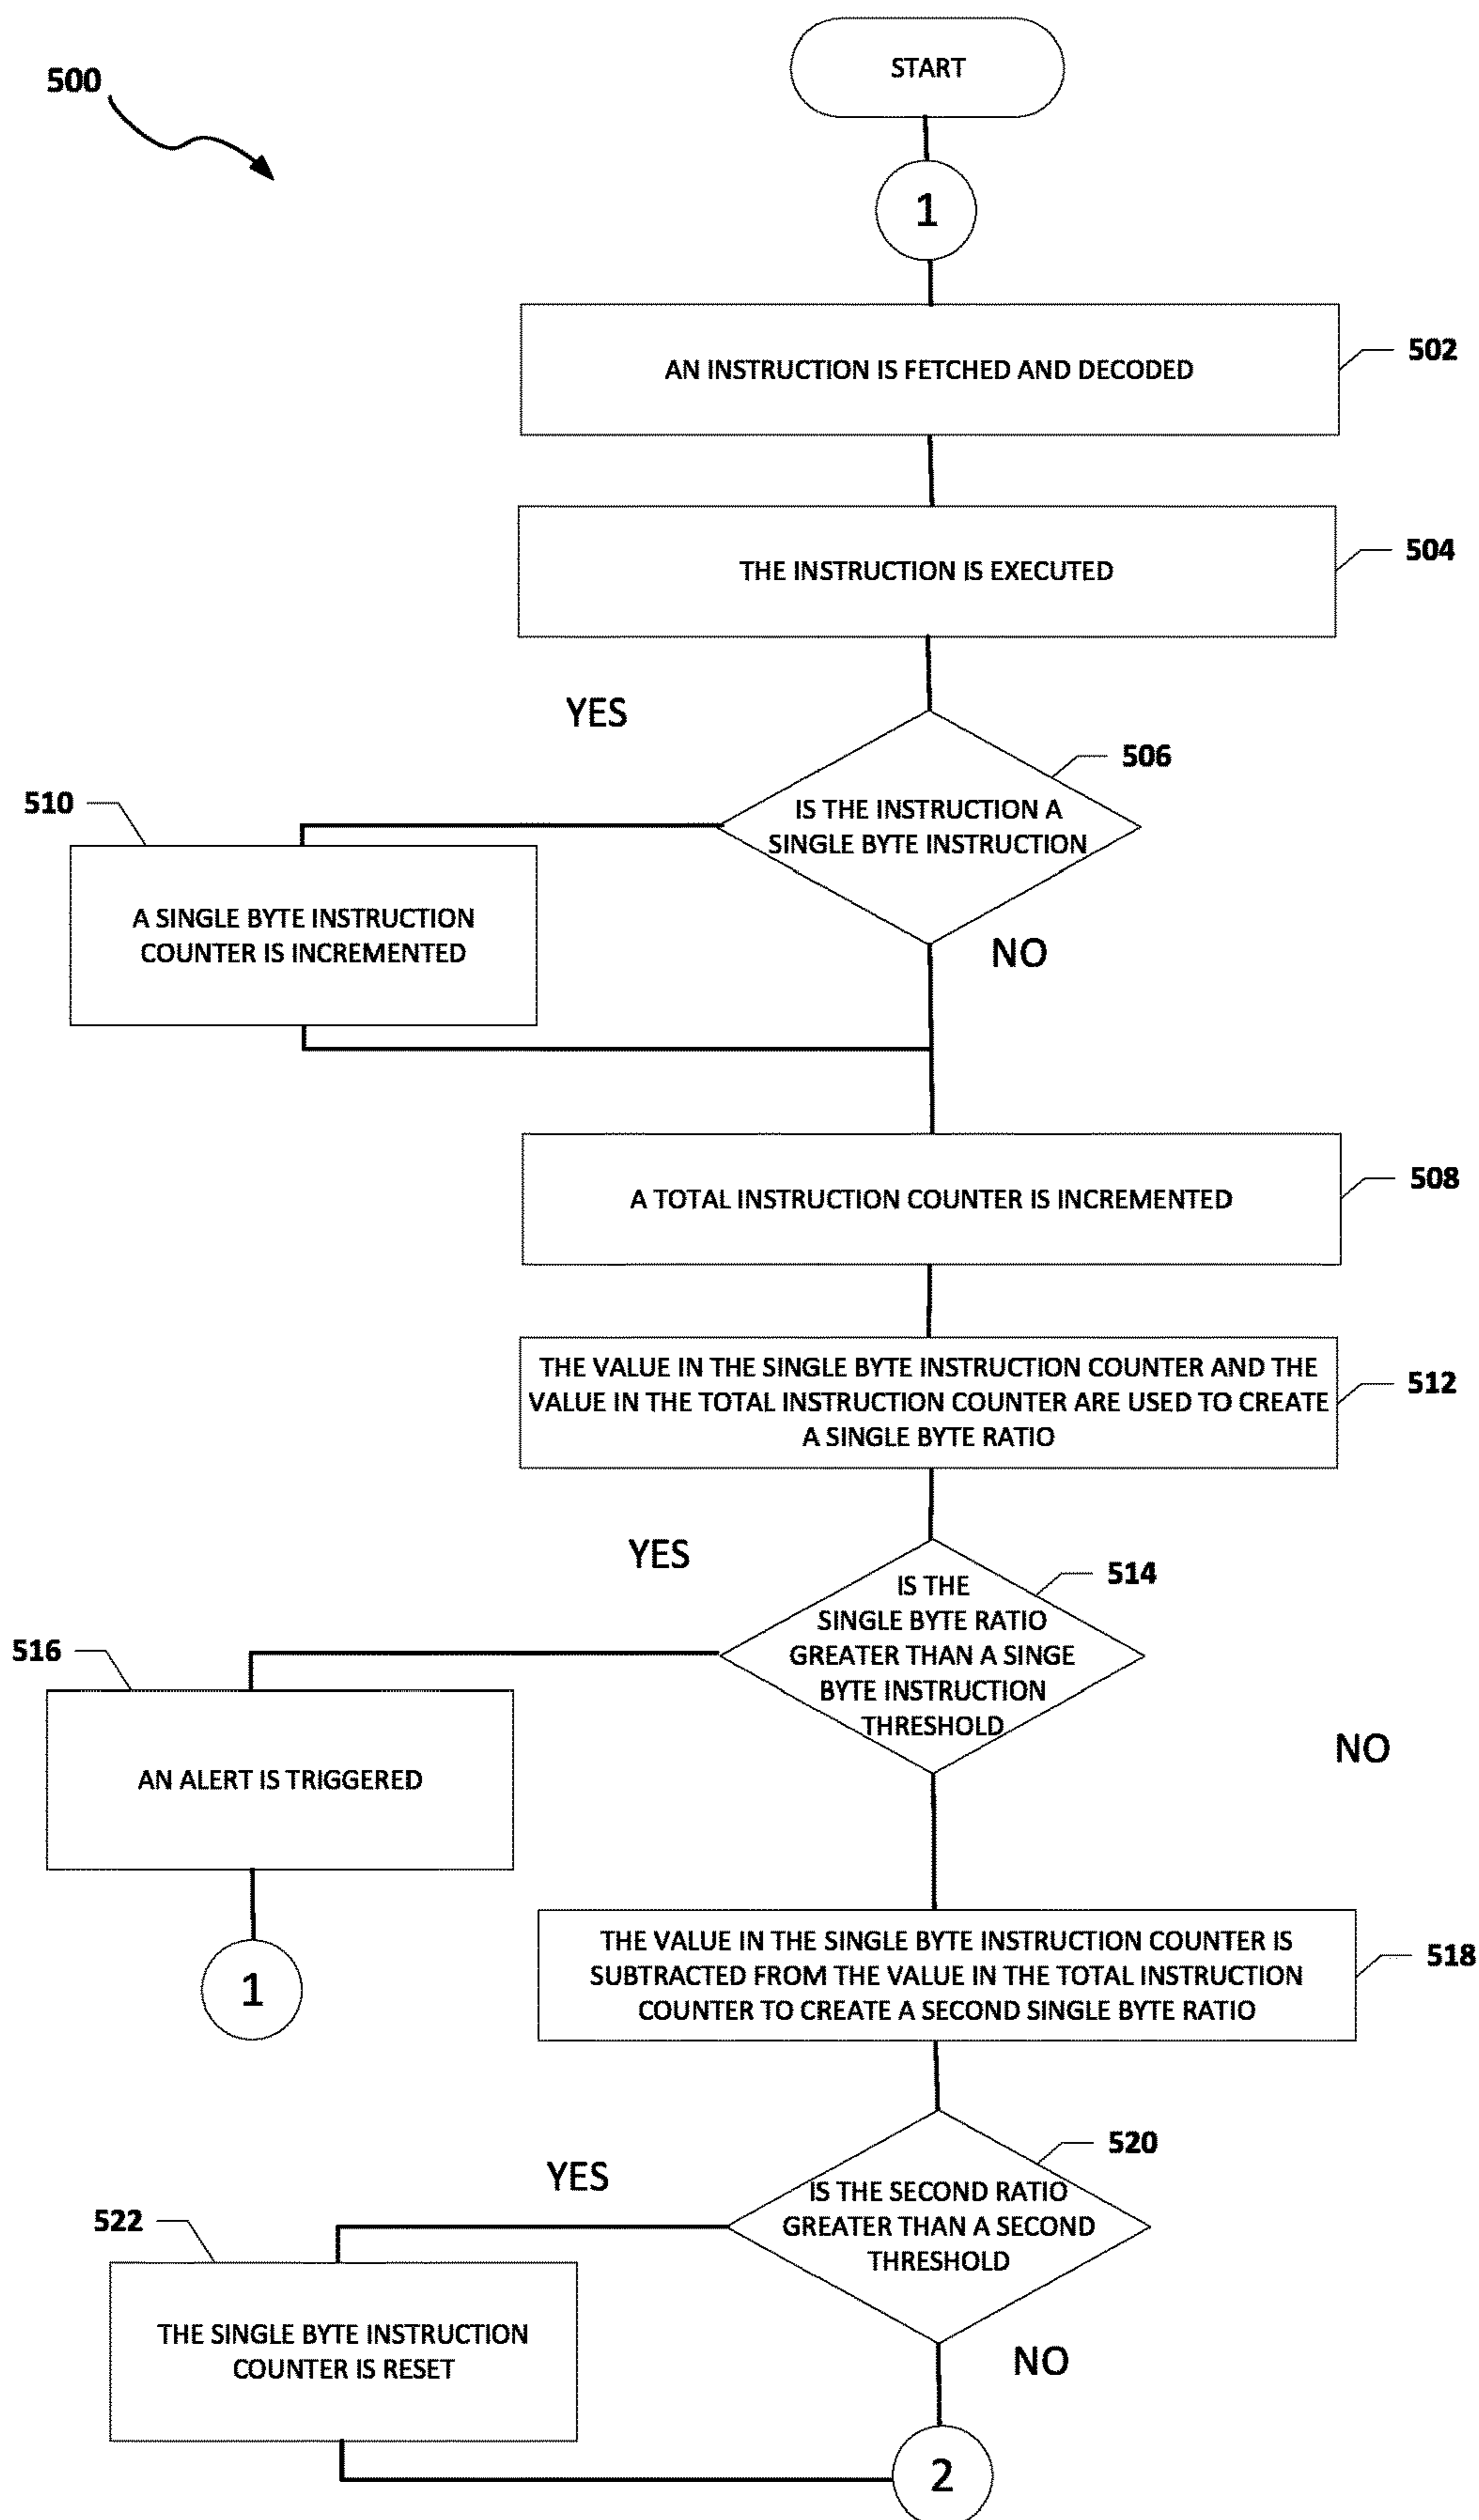 500
START
1
AN INSTRUCTION IS FETCHED AND DECODED
502
THE INSTRUCTION IS EXECUTED
504
YES
506
IS THE INSTRUCTION A
SINGLE BYTE INSTRUCTION
510
A SINGLE BYTE INSTRUCTION
COUNTER IS INCREMENTED
NO
A TOTAL INSTRUCTION COUNTER IS INCREMENTED
508
THE VALUE IN THE SINGLE BYTE INSTRUCTION COUNTER AND THE
VALUE IN THE TOTAL INSTRUCTION COUNTER ARE USED TO CREATE
A SINGLE BYTE RATIO
512
YES
514
IS THE
SINGLE BYTE RATIO
GREATER THAN A SINGE
BYTE INSTRUCTION
THRESHOLD
516
AN ALERT IS TRIGGERED
NO
1
THE VALUE IN THE SINGLE BYTE INSTRUCTION COUNTER IS
SUBTRACTED FROM THE VALUE IN THE TOTAL INSTRUCTION
COUNTER TO CREATE A SECOND SINGLE BYTE RATIO
518
YES
520
IS THE SECOND RATIO
GREATER THAN A SECOND
THRESHOLD
522
THE SINGLE BYTE INSTRUCTION
COUNTER IS RESET
NO
2